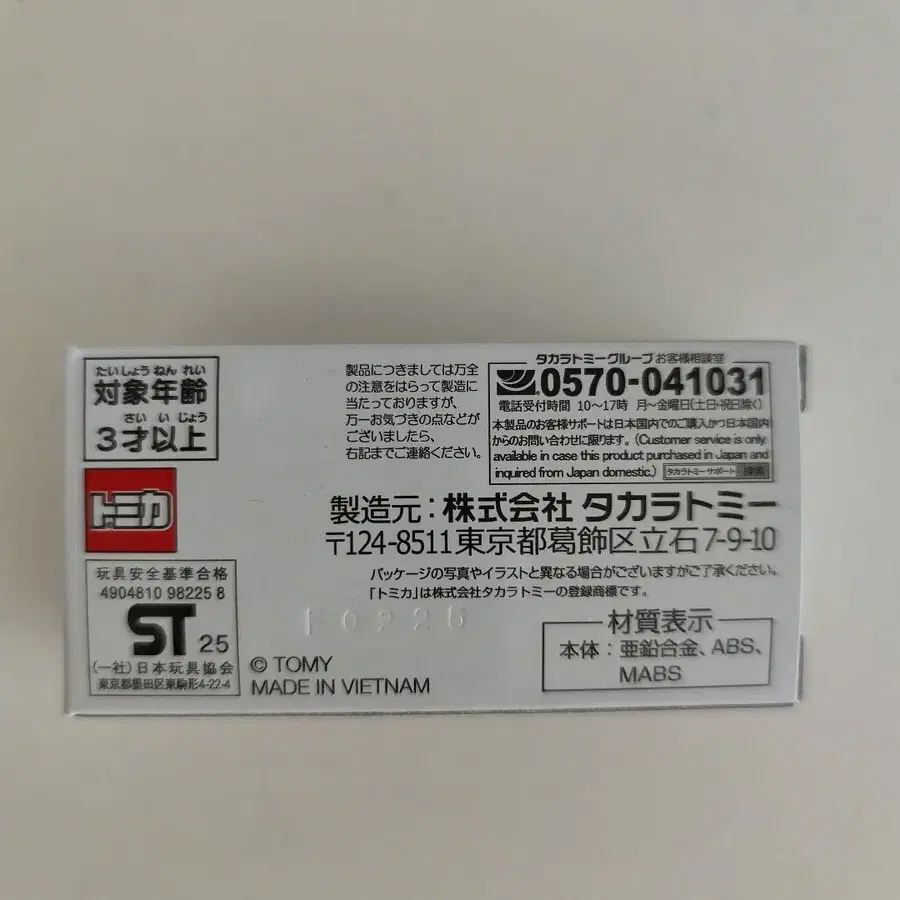 たいしょうねんれい
対象年齢
さいいじょう
3才以上
トミカ
玩具安全基準合格
4904810 98225 8
ST 25
(一社)日本玩具協会
東京都墨田区東駒形4-22-4
製品につきましては万全
の注意をはらって製造に
当たっておりますが、
万一お気づきの点などが
ございましたら、
右記までご連絡ください。
タカラトミーグループ お客様相談室
0570-041031
電話受付時間 10〜17時 月〜金曜日(土日・祝日除く)
本製品のお客様サポートは日本国内でのご購入かつ日本国内
からのお問い合わせに限ります。(Customer service is only
available in case this product purchased in Japan and
inquired from Japan domestic.) タカラトミー サポート 検索
製造元:株式会社 タカラトミー
〒124-8511東京都葛飾区立石7-9-10
パッケージの写真やイラストと異なる場合がございますがご了承ください。
「トミカ」は株式会社タカラトミーの登録商標です。
© TOMY
MADE IN VIETNAM
材質表示
本体:亜鉛合金、ABS、
MABS